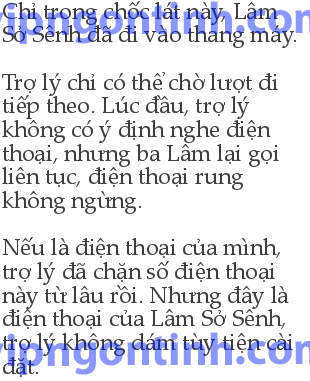 Chỉ trong chốc lát này, Lâm
Sở Sênh đã đi vào thang máy.
Trợ lý chỉ có thể chờ lượt đi
tiếp theo. Lúc đầu, trợ lý
không có ý định nghe điện
thoại, nhưng ba Lâm lại gọi
liên tục, điện thoại rung
không ngừng.
Nếu là điện thoại của mình,
trợ lý đã chặn số điện thoại
này từ lâu rồi. Nhưng đây là
điện thoại của Lâm Sở Sênh,
trợ lý không dám tùy tiện cài
đặt.